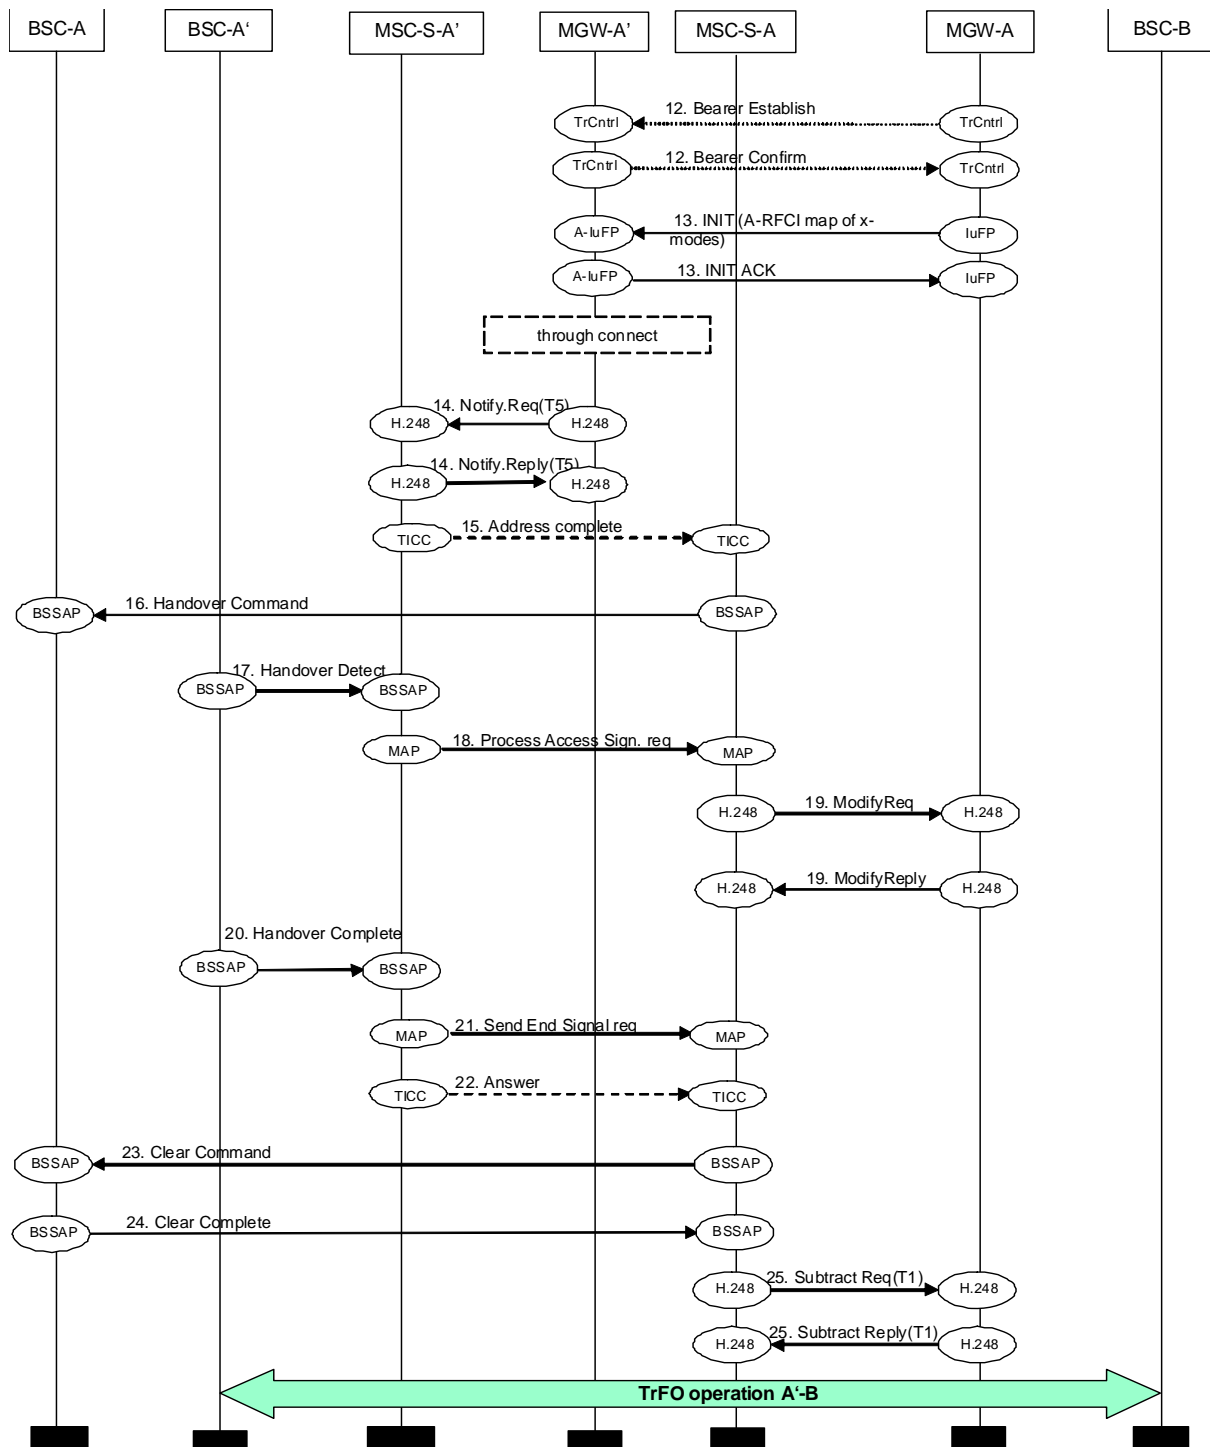 BSC-A
BSC-A‘
MSC-S-A’
MGW-A’
MSC-S-A
MGW-A
BSC-B
12. Bearer Establish
TrCntrl
TrCntrl
12. Bearer Confirm
TrCntrl
TrCntrl
13. INIT (A-RFCI map of x-
modes)
A-IuFP
IuFP
13. INIT ACK
A-IuFP
IuFP
through connect
14. Notify.Req(T5)
H.248
H.248
14. Notify.Reply(T5)
H.248
H.248
15. Address complete
TICC
TICC
16. Handover Command
BSSAP
BSSAP
17. Handover Detect
BSSAP
BSSAP
18. Process Access Sign. req
MAP
MAP
19. ModifyReq
H.248
H.248
19. ModifyReply
H.248
H.248
20. Handover Complete
BSSAP
BSSAP
21. Send End Signal req
MAP
MAP
22. Answer
TICC
TICC
23. Clear Command
BSSAP
BSSAP
24. Clear Complete
BSSAP
BSSAP
25. Subtract Req(T1)
H.248
H.248
25. Subtract Reply(T1)
H.248
H.248
TrFO operation A‘-B